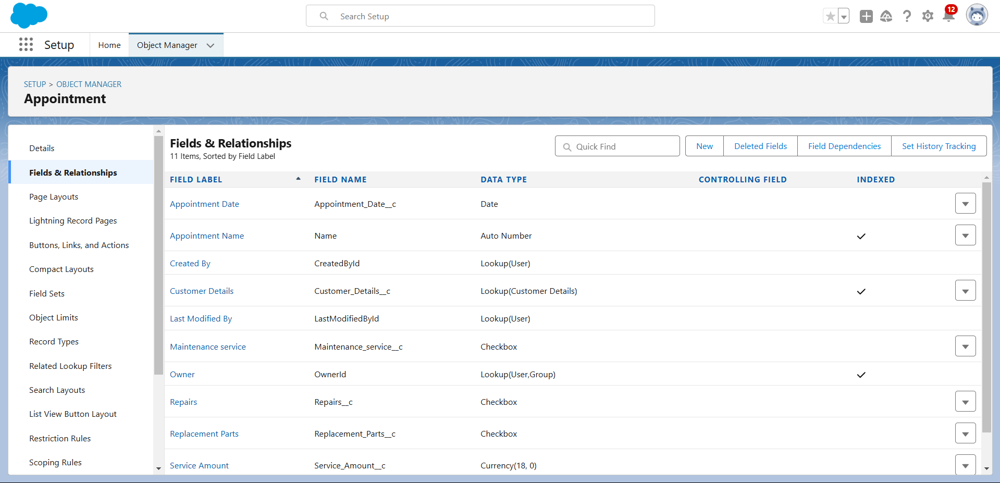 Search Setup
12
Setup
Home
Object Manager
SETUP > OBJECT MANAGER
Appointment
Details
Fields & Relationships
Page Layouts
Lightning Record Pages
Buttons, Links, and Actions
Compact Layouts
Field Sets
Object Limits
Record Types
Related Lookup Filters
Search Layouts
List View Button Layout
Restriction Rules
Scoping Rules
Fields & Relationships
11 Items, Sorted by Field Label
Quick Find
New
Deleted Fields
Field Dependencies
Set History Tracking
FIELD LABEL FIELD NAME DATA TYPE CONTROLLING FIELD INDEXED
Appointment Date Appointment_Date__c Date
Appointment Name Name Auto Number
Created By CreatedById Lookup(User)
Customer Details Customer_Details__c Lookup(Customer Details)
Last Modified By LastModifiedById Lookup(User)
Maintenance service Maintenance_service__c Checkbox
Owner OwnerId Lookup(User,Group)
Repairs Repairs__c Checkbox
Replacement Parts Replacement_Parts__c Checkbox
Service Amount Service_Amount__c Currency(18, 0)